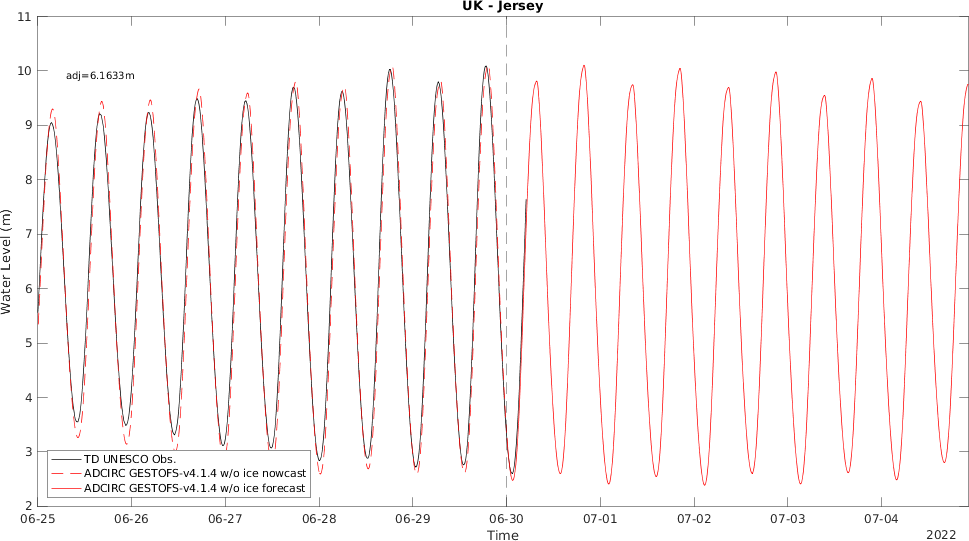 UK - Jersey
11
10
9
8
7
6
5
4
3
2
Water Level (m)
adj=6.1633m
TD UNESCO Obs.
ADCIRC GESTOFS-v4.1.4 w/o ice nowcast
ADCIRC GESTOFS-v4.1.4 w/o ice forecast
06-25 06-26 06-27 06-28 06-29 06-30 07-01 07-02 07-03 07-04
Time
2022